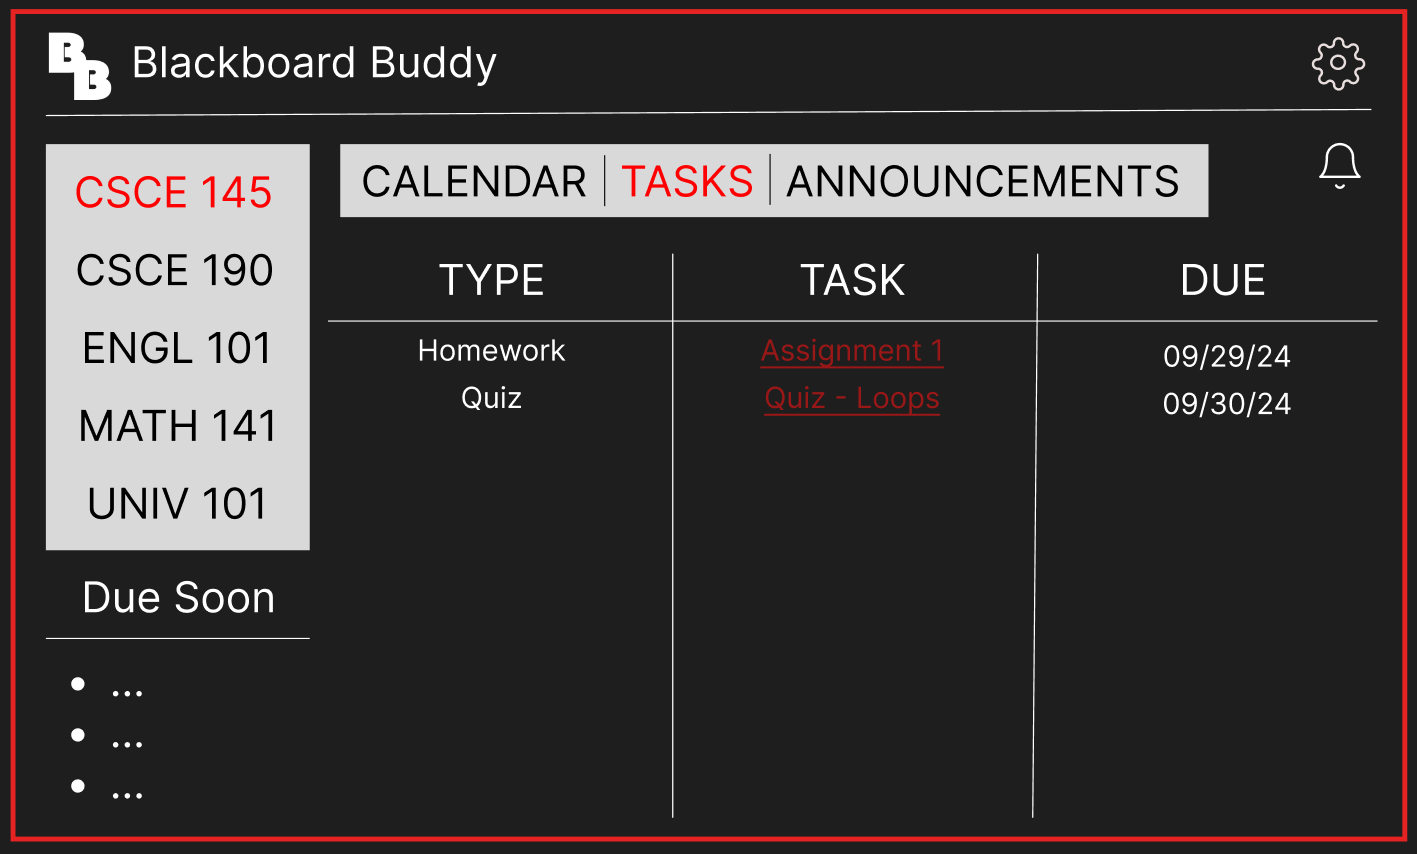 BB Blackboard Buddy
CSCE 145
CSCE 190
ENGL 101
MATH 141
UNIV 101
Due Soon
• ...
• ...
• ...
CALENDAR | TASKS | ANNOUNCEMENTS
TYPE TASK DUE
Homework Assignment 1 09/29/24
Quiz Quiz - Loops 09/30/24